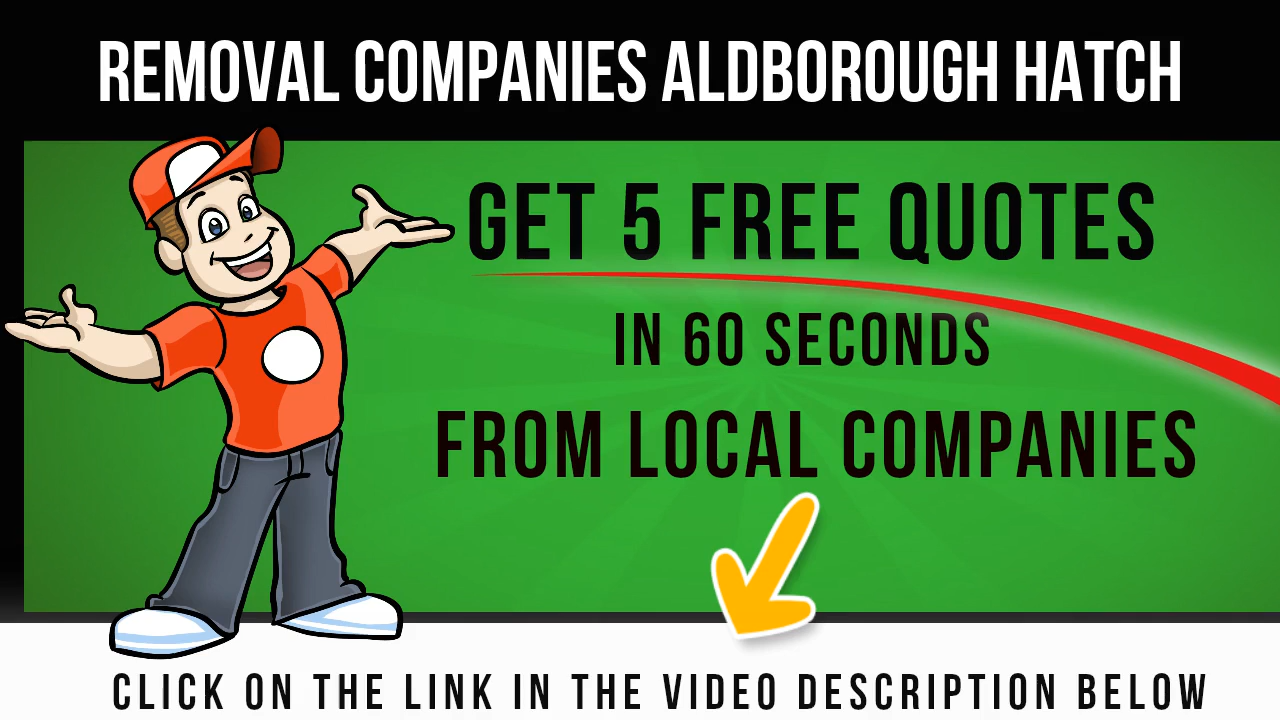 REMOVAL COMPANIES ALDBOROUGH HATCH
GET 5 FREE QUOTES
IN 60 SECONDS
FROM LOCAL COMPANIES
CLICK ON THE LINK IN THE VIDEO DESCRIPTION BELOW